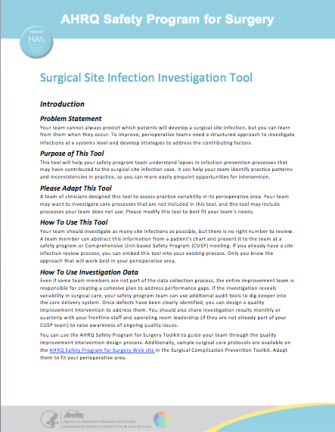 AHRQ Safety Program for Surgery
HAIs
Surgical Site Infection Investigation Tool
Introduction
Problem Statement
Your team cannot always predict which patients will develop a surgical site infection, but you can learn
from them when they occur. To improve, perioperative teams need a structured approach to investigate
infections at a systems level and develop strategies to address the contributing factors.
Purpose of This Tool
This tool will help your safety program team understand lapses in infection prevention processes that
may have contributed to the surgical site infection case. It can help your team identify practice patterns
and inconsistencies in practice, so you can more easily pinpoint opportunities for intervention.
Please Adapt This Tool
A team of clinicians designed this tool to assess practice variability in its perioperative area. Your team
may want to investigate care processes that are not included in this tool, and this tool may include
processes your team does not use. Please modify this tool to best fit your team's needs.
How To Use This Tool
Your team should investigate as many site infections as possible, but there is no right number to review.
A team member can abstract this information from a patient's chart and present it to the team at a
safety program or Comprehensive Unit-based Safety Program (CUSP) meeting. If you already have a site
infection review process, you can embed this tool into your existing process. Only you know the
approach that will work best in your perioperative area.
How To Use Investigation Data
Even if some team members are not part of the data collection process, the entire improvement team is
responsible for creating a cohesive plan to address performance gaps. If the investigation reveals
variability in surgical care, your safety program can use additional audit tools to dig deeper into
the care delivery system. Once defects have been clearly identified, you can design a quality
improvement intervention to address them. You should also share investigation results monthly or
quarterly with your frontline staff and operating room leadership (if they are not already part of your
CUSP team) to raise awareness of ongoing issues.
You can use the AHRQ Safety Program for Surgery Toolkit to guide your team through the quality
improvement intervention design process. Additionally, sample surgical care protocols are available on
the AHRQ Safety Program for Surgery Web site in the Surgical Complication Prevention Toolkit. Adapt
them to fit your perioperative area.
AHRQ
Agency for Healthcare Research and Quality